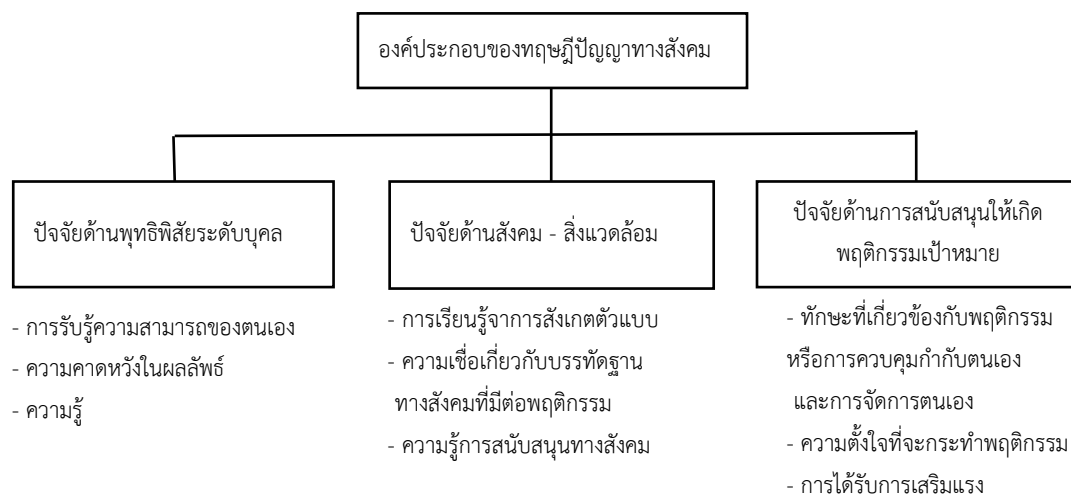 องค์ประกอบของทฤษฎีปัญญาทางสังคม
ปัจจัยด้านพุทธิพิสัยระดับบุคล
- การรับรู้ความสามารถของตนเอง
- ความคาดหวังในผลลัพธ์
- ความรู้
ปัจจัยด้านสังคม - สิ่งแวดล้อม
- การเรียนรู้จาการสังเกตตัวแบบ
- ความเชื่อเกี่ยวกับบรรทัดฐาน
ทางสังคมที่มีต่อพฤติกรรม
- ความรู้การสนับสนุนทางสังคม
ปัจจัยด้านการสนับสนุนให้เกิด
พฤติกรรมเป้าหมาย
- ทักษะที่เกี่ยวข้องกับพฤติกรรม
หรือการควบคุมกำกับตนเอง
และการจัดการตนเอง
- ความตั้งใจที่จะกระทำพฤติกรรม
- การได้รับการเสริมแรง